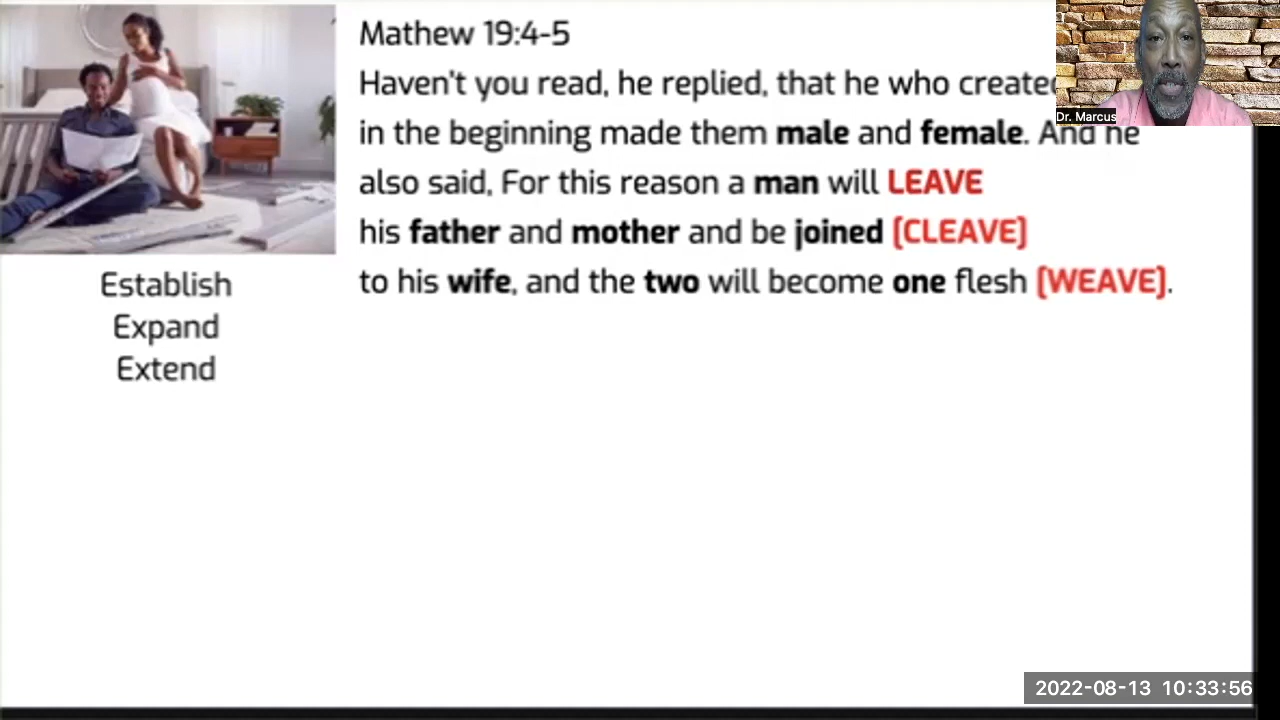 Mathew 19:4-5
Haven't you read, he replied, that he who created
in the beginning made them male and female. And he
also said, For this reason a man will LEAVE
his father and mother and be joined [CLEAVE]
to his wife, and the two will become one flesh [WEAVE].
Establish
Expand
Extend
Dr. Marcus
2022-08-13 10:33:56